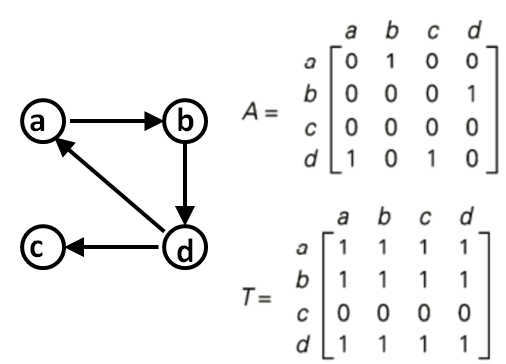 a b
c d
a b c d
A = a 0 1 0 0
b 0 0 0 1
c 0 0 0 0
d 1 0 1 0
a b c d
T = a 1 1 1 1
b 1 1 1 1
c 0 0 0 0
d 1 1 1 1